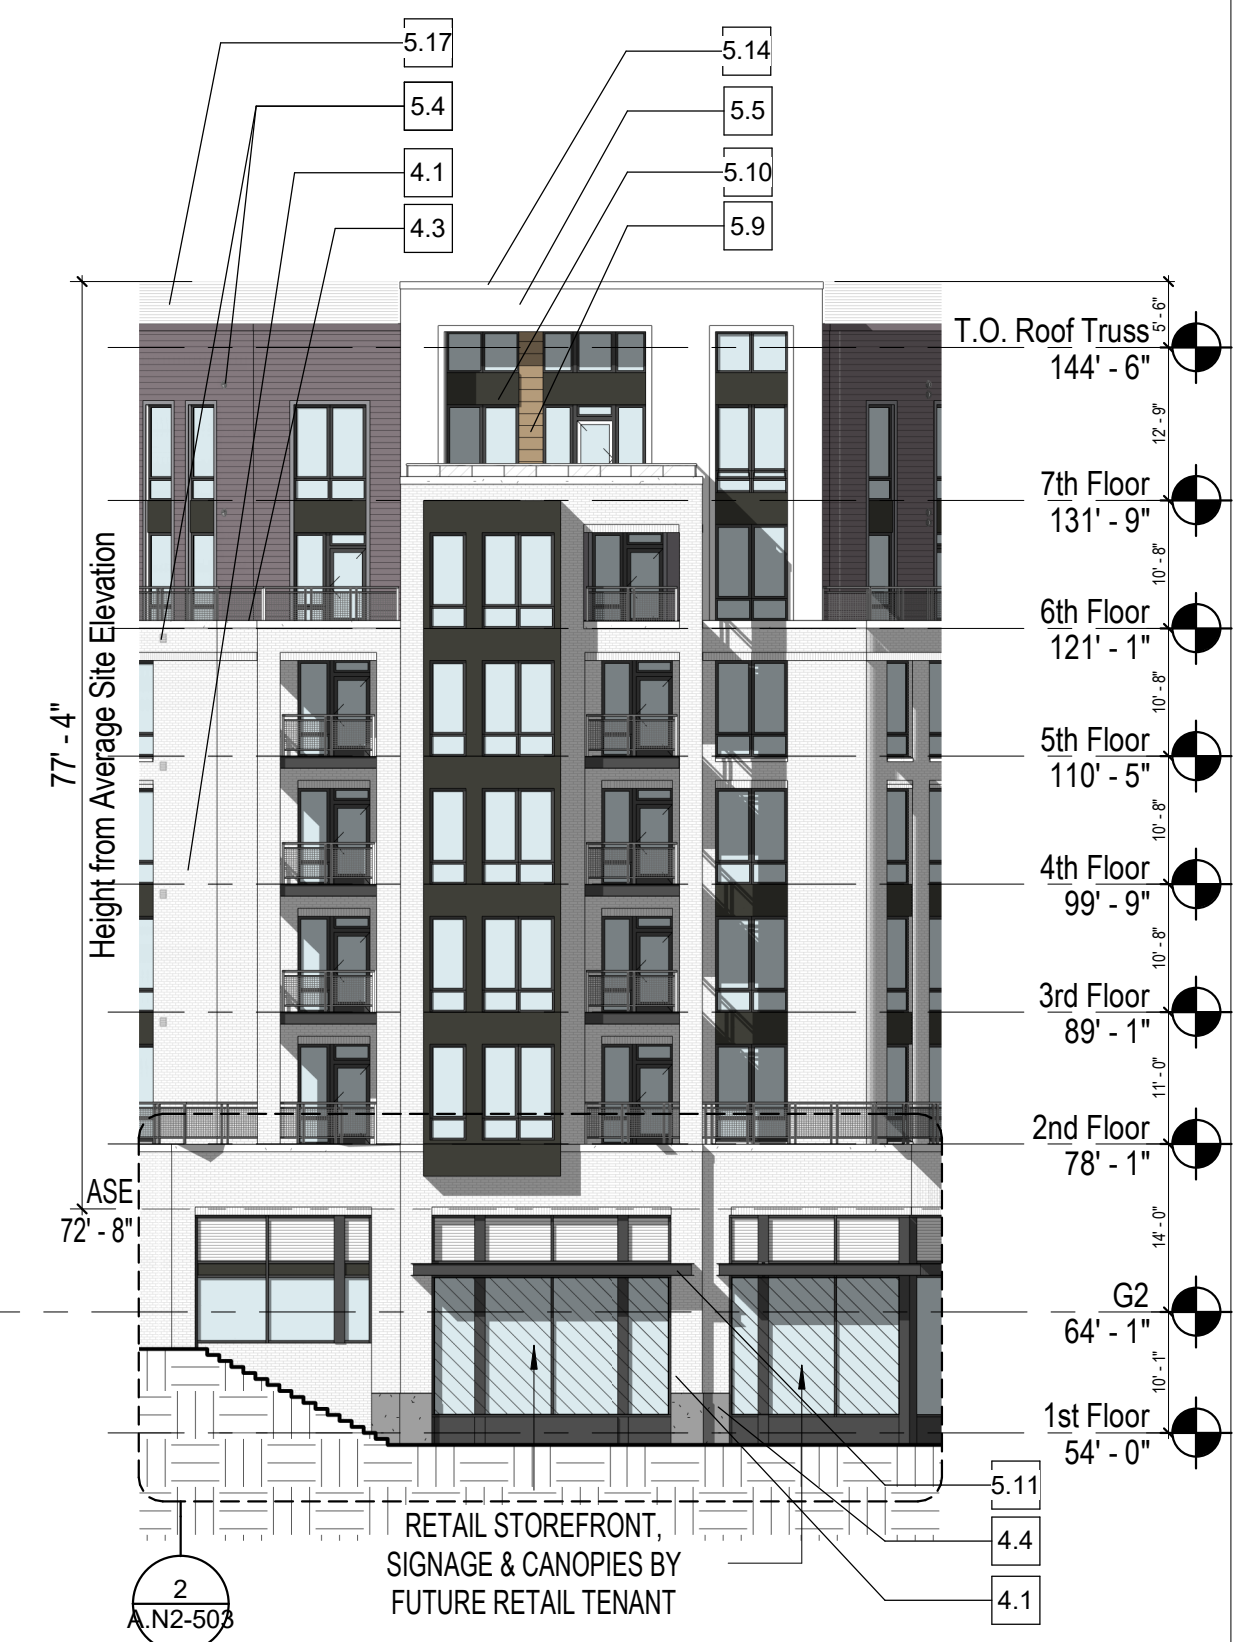 5.17
5.4
4.1
4.3
5.14
5.5
5.10
5.9
5' - 6"
T.O. Roof Truss
144' - 6"
12' - 9"
7th Floor
131' - 9"
10' - 8"
6th Floor
121' - 1"
10' - 8"
5th Floor
110' - 5"
10' - 8"
4th Floor
99' - 9"
10' - 8"
3rd Floor
89' - 1"
11' - 0"
2nd Floor
78' - 1"
14' - 0"
G2
64' - 1"
10' - 1"
1st Floor
54' - 0"
77' - 4"
Height from Average Site Elevation
ASE
72' - 8"
5.11
4.4
4.1
RETAIL STOREFRONT,
SIGNAGE & CANOPIES BY
FUTURE RETAIL TENANT
2
A.N2-503